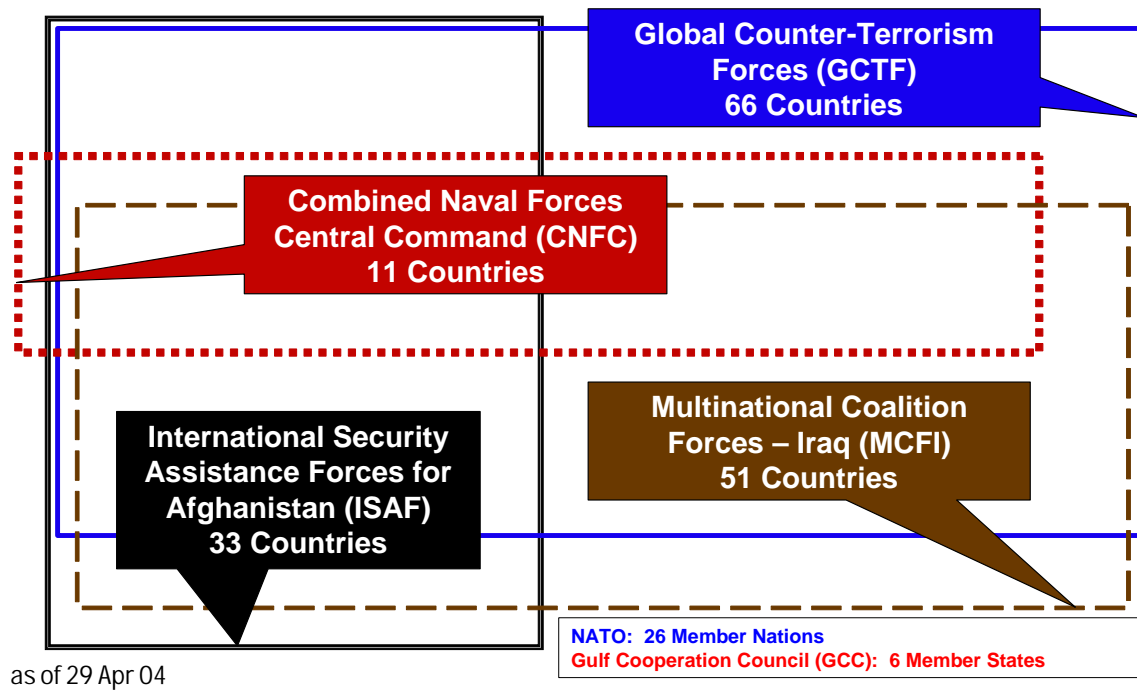 Global Counter-Terrorism
Forces (GCTF)
66 Countries
Combined Naval Forces
Central Command (CNFC)
11 Countries
Multinational Coalition
Forces – Iraq (MCFI)
51 Countries
International Security
Assistance Forces for
Afghanistan (ISAF)
33 Countries
NATO: 26 Member Nations
Gulf Cooperation Council (GCC): 6 Member States
as of 29 Apr 04